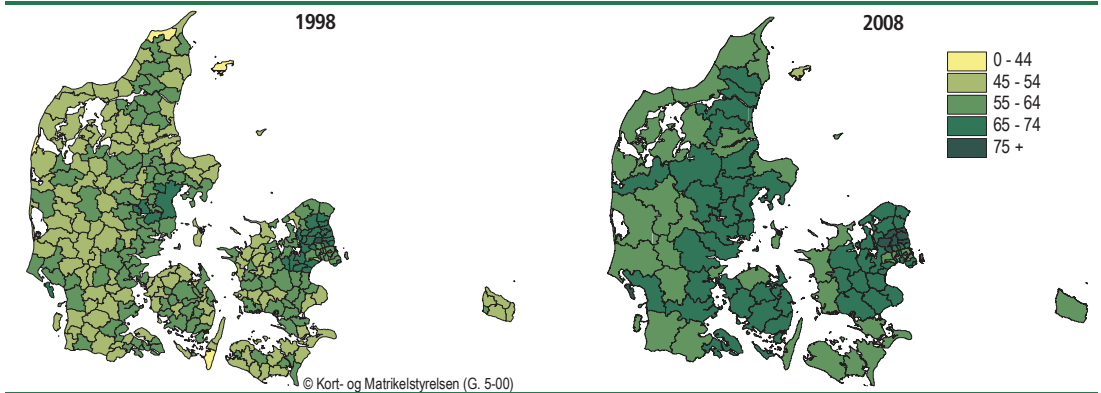 1998
2008
0 - 44
45 - 54
55 - 64
65 - 74
75 +
© Kort- og Matrikelstyrelsen (G. 5-00)